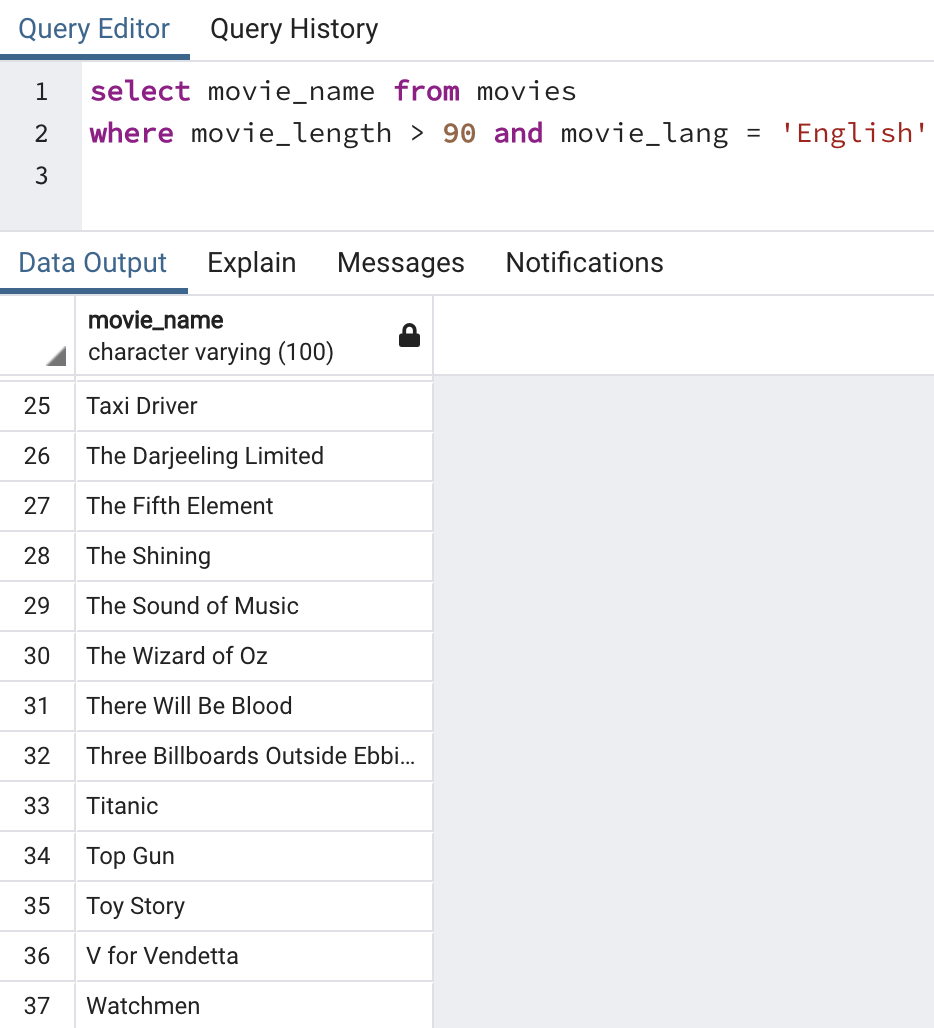 Query Editor Query History
1 select movie_name from movies
2 where movie_length > 90 and movie_lang = 'English'
3
Data Output Explain Messages Notifications
movie_name
character varying (100)
25 Taxi Driver
26 The Darjeeling Limited
27 The Fifth Element
28 The Shining
29 The Sound of Music
30 The Wizard of Oz
31 There Will Be Blood
32 Three Billboards Outside Ebbi...
33 Titanic
34 Top Gun
35 Toy Story
36 V for Vendetta
37 Watchmen